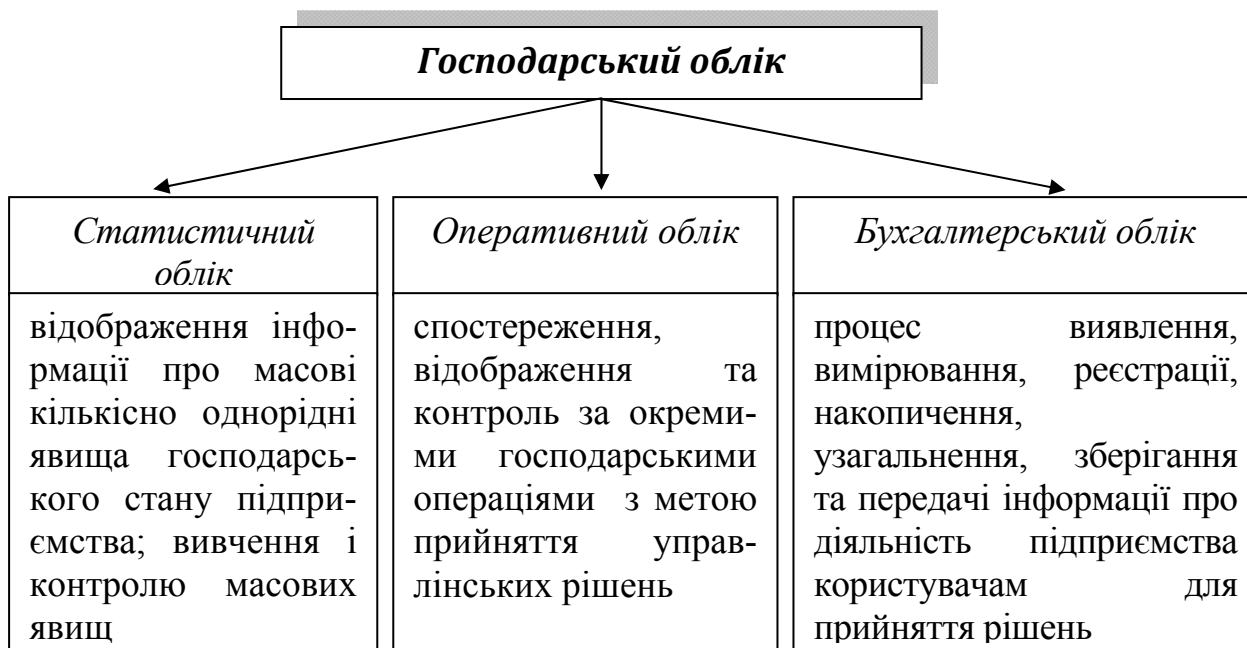 Господарський облік
Статистичний
облік
відображення інфо-
рмації про масові
кількісно однорідні
явища господарсь-
кого стану підпри-
ємства; вивчення і
контролю масових
явищ
Оперативний облік
спостереження,
відображення та
контроль за окреми-
ми господарськими
операціями з метою
прийняття управ-
лінських рішень
Бухгалтерський облік
процес виявлення,
вимірювання, реєстрації,
накопичення,
узагальнення, зберігання
та передачі інформації про
діяльність підприємства
користувачам для
прийняття рішень